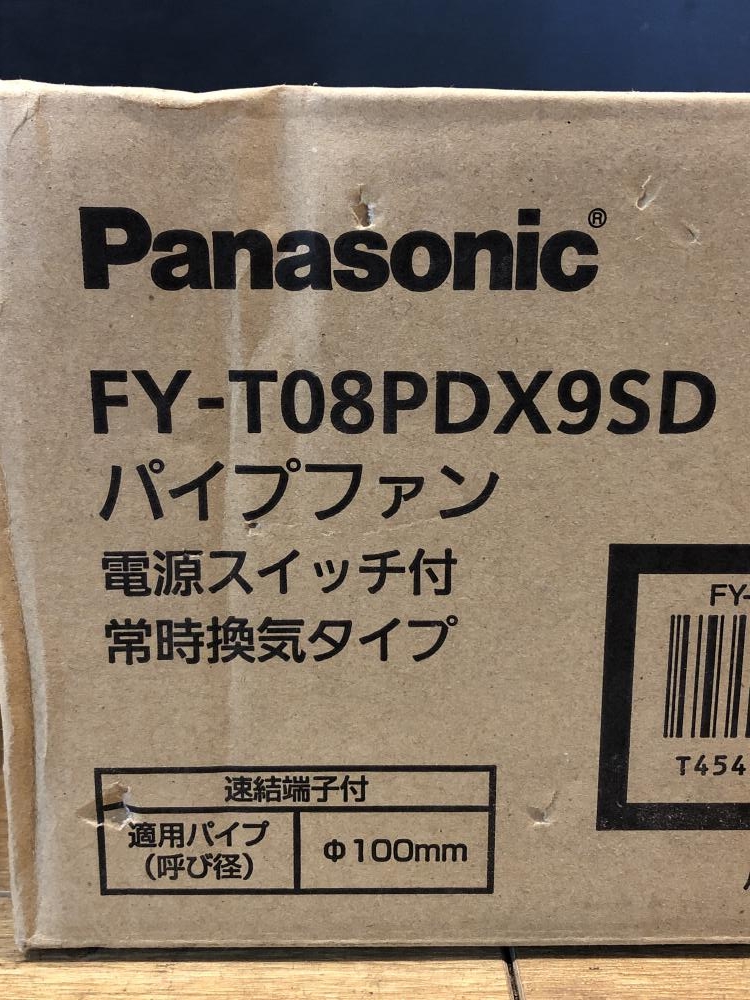 Panasonic®
FY-T08PDX9SD
パイプファン
電源スイッチ付
常時換気タイプ
FY-
T454
速結端子付
適用パイプ
(呼び径)
Φ100mm